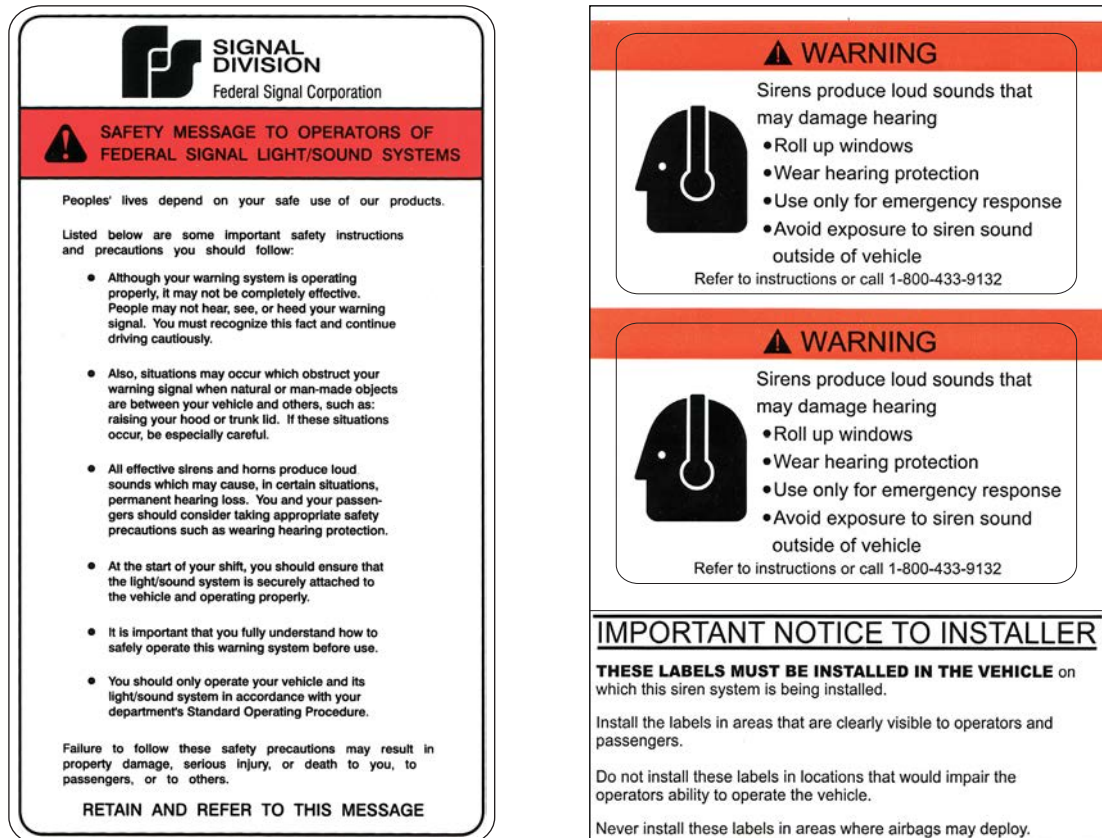 SIGNAL
DIVISION
Federal Signal Corporation
SAFETY MESSAGE TO OPERATORS OF
FEDERAL SIGNAL LIGHT/SOUND SYSTEMS
Peoples' lives depend on your safe use of our products.
Listed below are some important safety instructions
and precautions you should follow:
● Although your warning system is operating
properly, it may not be completely effective.
People may not hear, see, or heed your warning
signal. You must recognize this fact and continue
driving cautiously.
● Also, situations may occur which obstruct your
warning signal when natural or man-made objects
are between your vehicle and others, such as:
raising your hood or trunk lid. If these situations
occur, be especially careful.
● All effective sirens and horns produce loud
sounds which may cause, in certain situations,
permanent hearing loss. You and your passen-
gers should consider taking appropriate safety
precautions such as wearing hearing protection.
● At the start of your shift, you should ensure that
the light/sound system is securely attached to
the vehicle and operating properly.
● It is important that you fully understand how to
safely operate this warning system before use.
● You should only operate your vehicle and its
light/sound system in accordance with your
department's Standard Operating Procedure.
Failure to follow these safety precautions may result in
property damage, serious injury, or death to you, to
passengers, or to others.
RETAIN AND REFER TO THIS MESSAGE
WARNING
Sirens produce loud sounds that
may damage hearing
●Roll up windows
●Wear hearing protection
●Use only for emergency response
●Avoid exposure to siren sound
outside of vehicle
Refer to instructions or call 1-800-433-9132
WARNING
Sirens produce loud sounds that
may damage hearing
●Roll up windows
●Wear hearing protection
●Use only for emergency response
●Avoid exposure to siren sound
outside of vehicle
Refer to instructions or call 1-800-433-9132
IMPORTANT NOTICE TO INSTALLER
THESE LABELS MUST BE INSTALLED IN THE VEHICLE on
which this siren system is being installed.
Install the labels in areas that are clearly visible to operators and
passengers.
Do not install these labels in locations that would impair the
operators ability to operate the vehicle.
Never install these labels in areas where airbags may deploy.